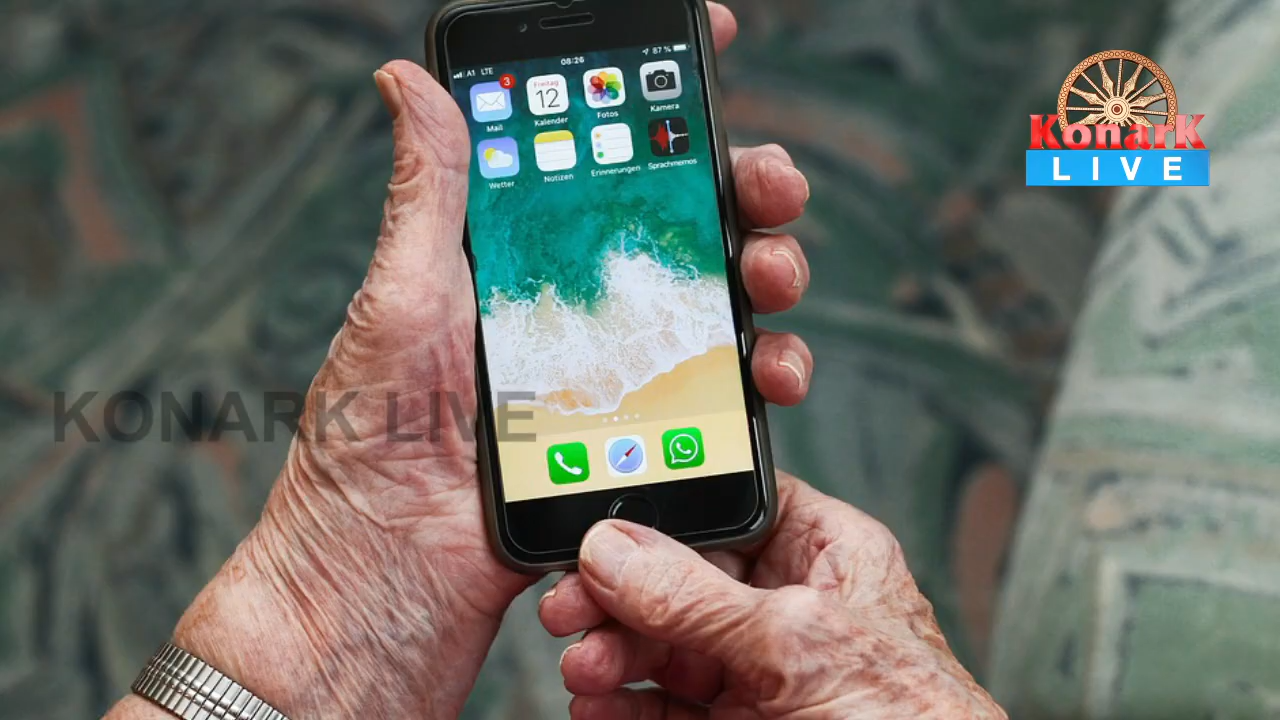 A1 LTE
08:26
87 %
3
Freitag
12
Mail
Kalender
Fotos
Kamera
Wetter
Notizen
Erinnerungen
Sprachmemos
KonarK
LIVE
KONARK LIVE